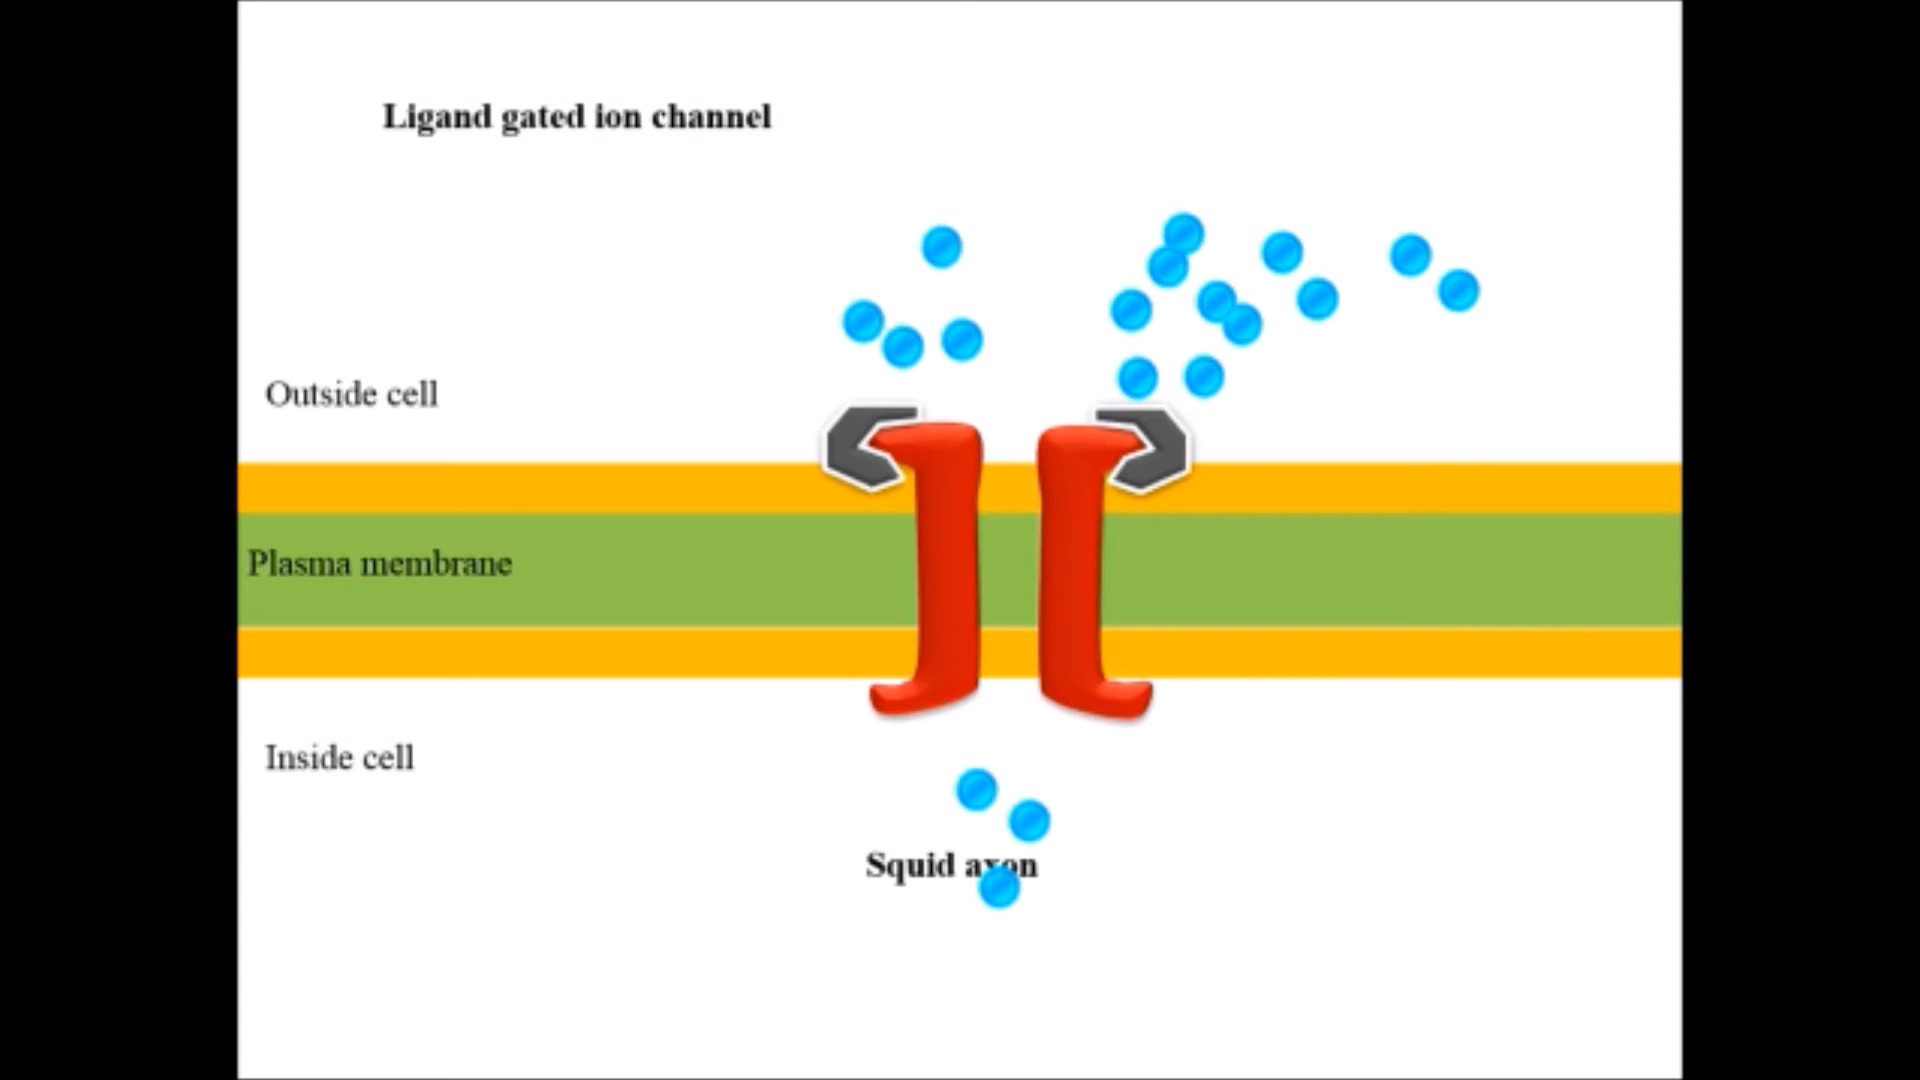 Ligand gated ion channel
Outside cell
Plasma membrane
Inside cell
Squid axon